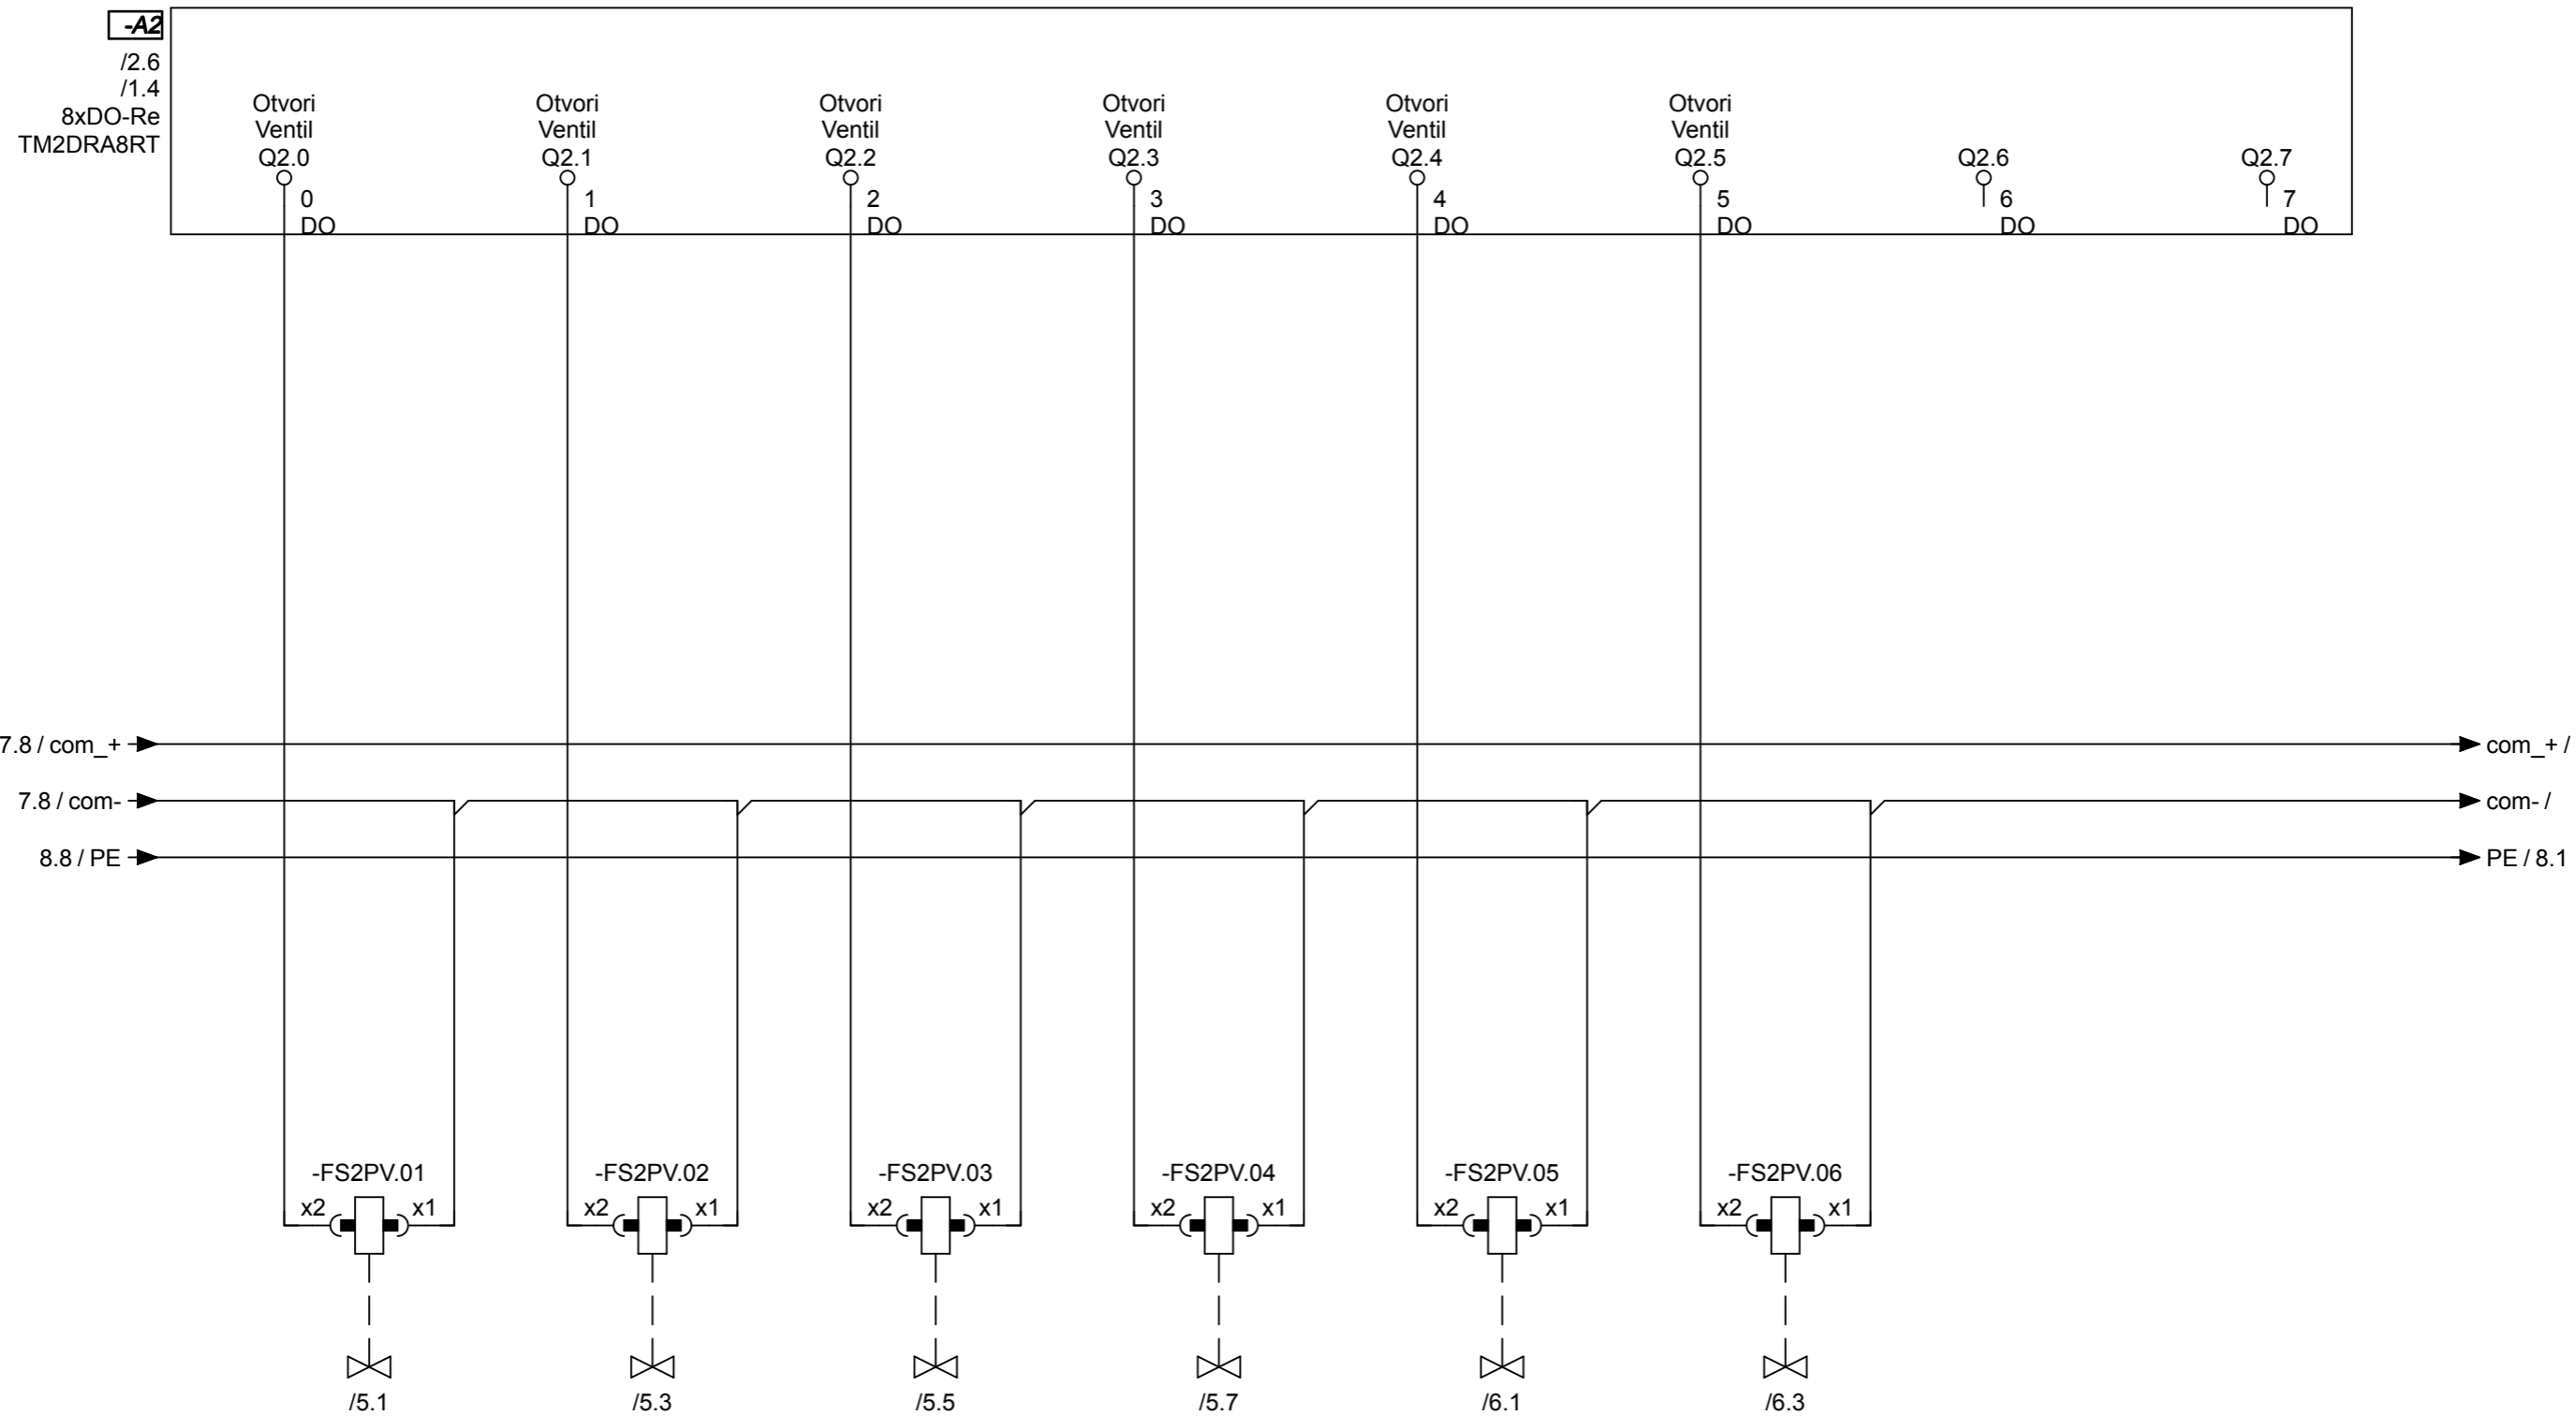 -A2
/2.6
/1.4
8xDO-Re
TM2DRA8RT
Otvori
Ventil
Q2.0
0
DO
Otvori
Ventil
Q2.1
1
DO
Otvori
Ventil
Q2.2
2
DO
Otvori
Ventil
Q2.3
3
DO
Otvori
Ventil
Q2.4
4
DO
Otvori
Ventil
Q2.5
5
DO
Q2.6
6
DO
Q2.7
7
DO
7.8 / com_+
com_+ /
7.8 / com-
com- /
8.8 / PE
PE / 8.1
-FS2PV.01
x2 x1
/5.1
-FS2PV.02
x2 x1
/5.3
-FS2PV.03
x2 x1
/5.5
-FS2PV.04
x2 x1
/5.7
-FS2PV.05
x2 x1
/6.1
-FS2PV.06
x2 x1
/6.3